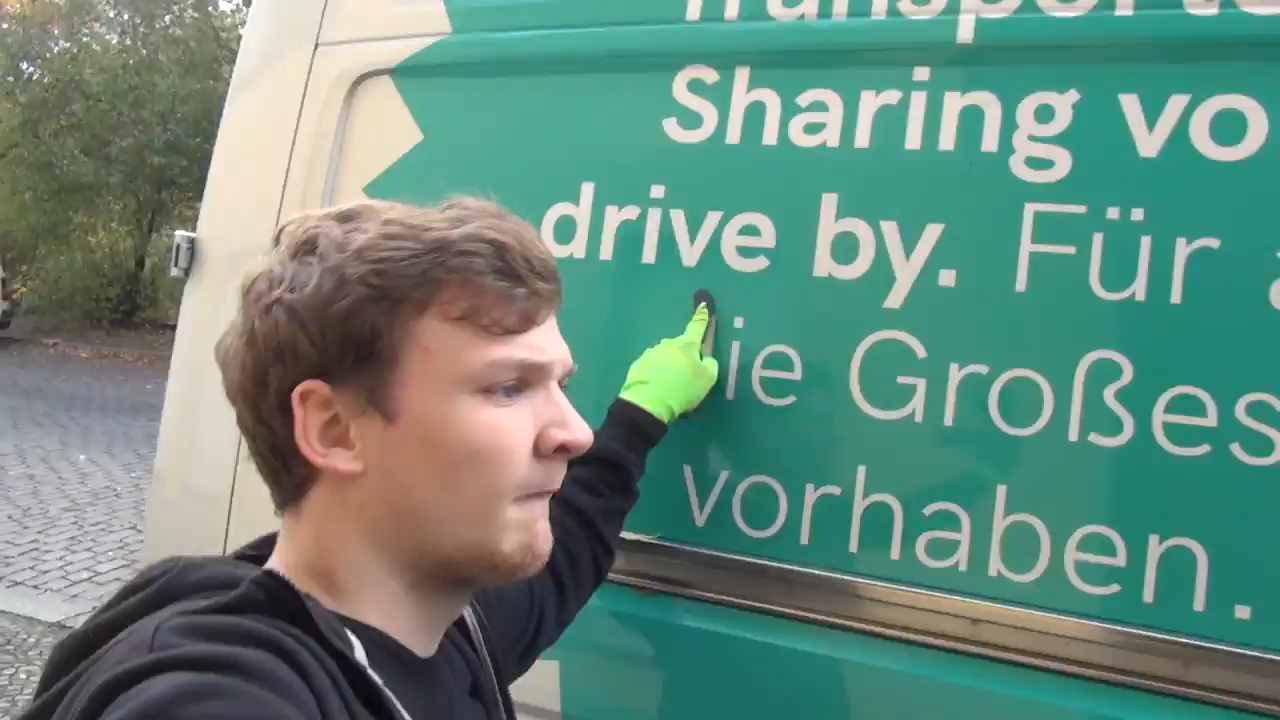 Sharing vo
drive by. Für
ie Großes
vorhaben.